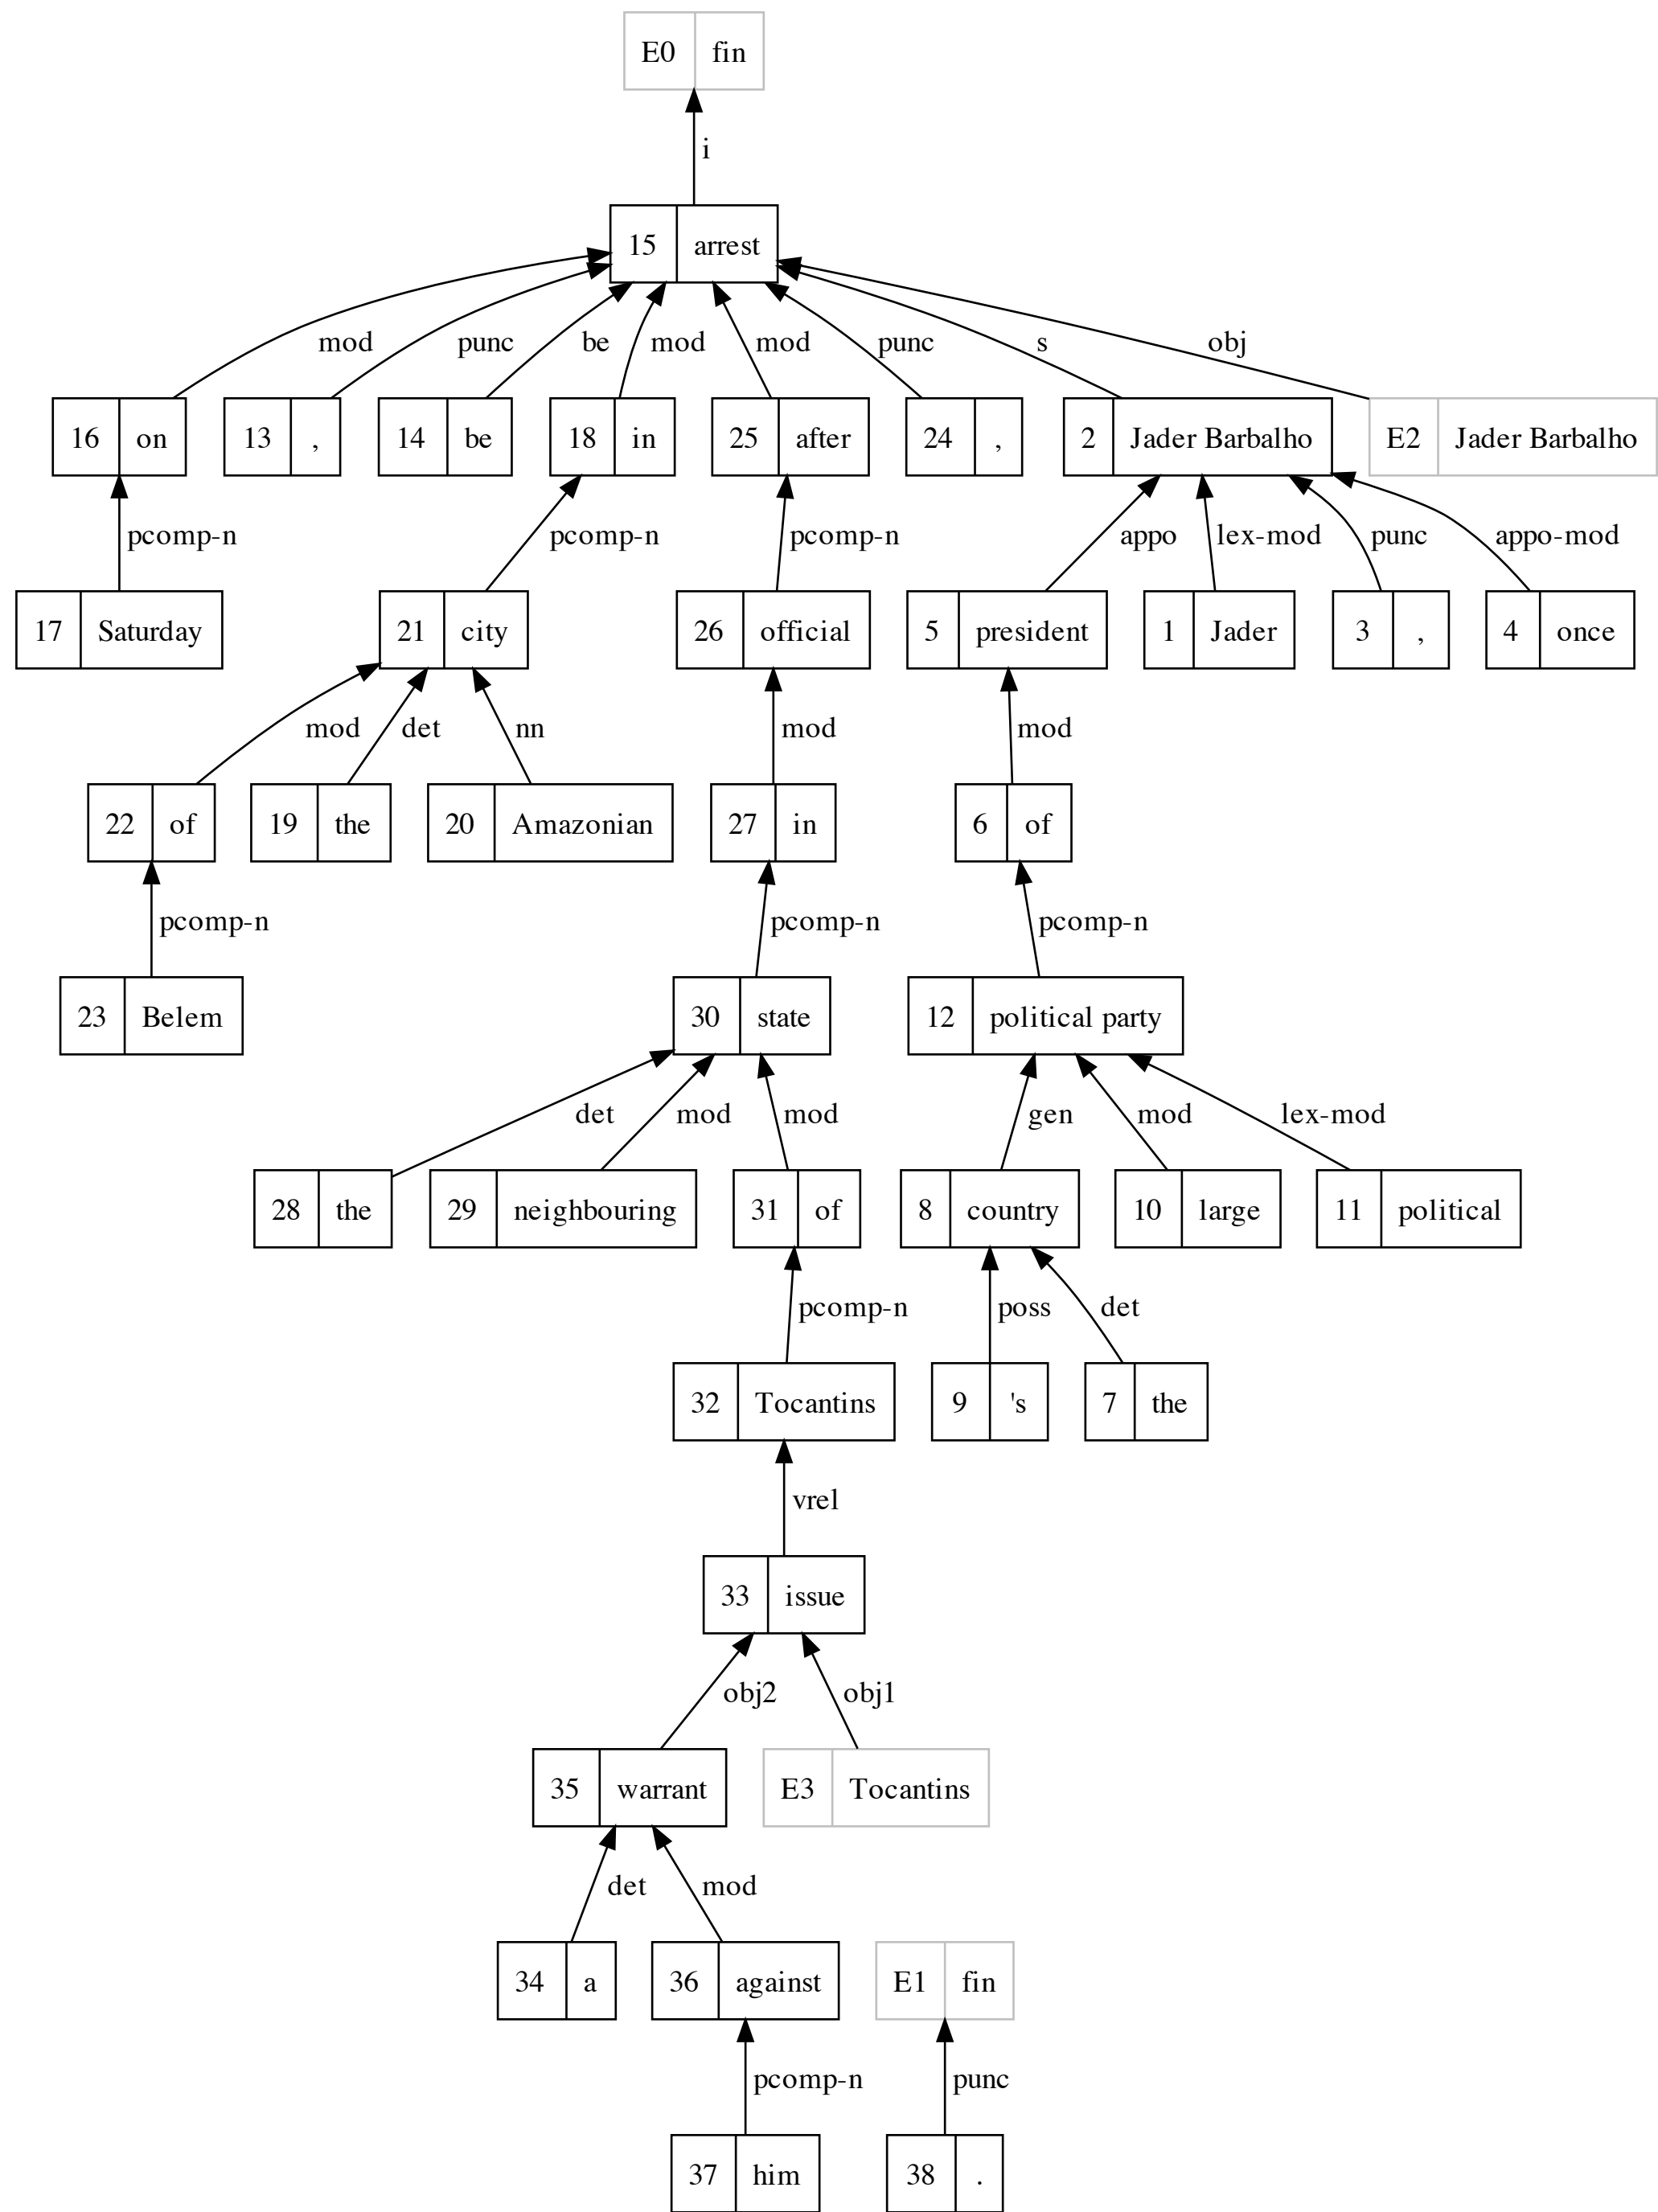 E0 fin
i
15 arrest
mod punc be mod mod punc s obj
16 on 13 , 14 be 18 in 25 after 24 , 2 Jader Barbalho E2 Jader Barbalho
pcomp-n pcomp-n pcomp-n appo lex-mod punc appo-mod
17 Saturday 21 city 26 official 5 president 1 Jader 3 , 4 once
mod det nn mod mod
22 of 19 the 20 Amazonian 27 in 6 of
pcomp-n pcomp-n pcomp-n
23 Belem 30 state 12 political party
det mod mod gen mod lex-mod
28 the 29 neighbouring 31 of 8 country 10 large 11 political
pcomp-n poss det
32 Tocantins 9 's 7 the
vrel
33 issue
obj2 obj1
35 warrant E3 Tocantins
det mod
34 a 36 against E1 fin
pcomp-n punc
37 him 38 .